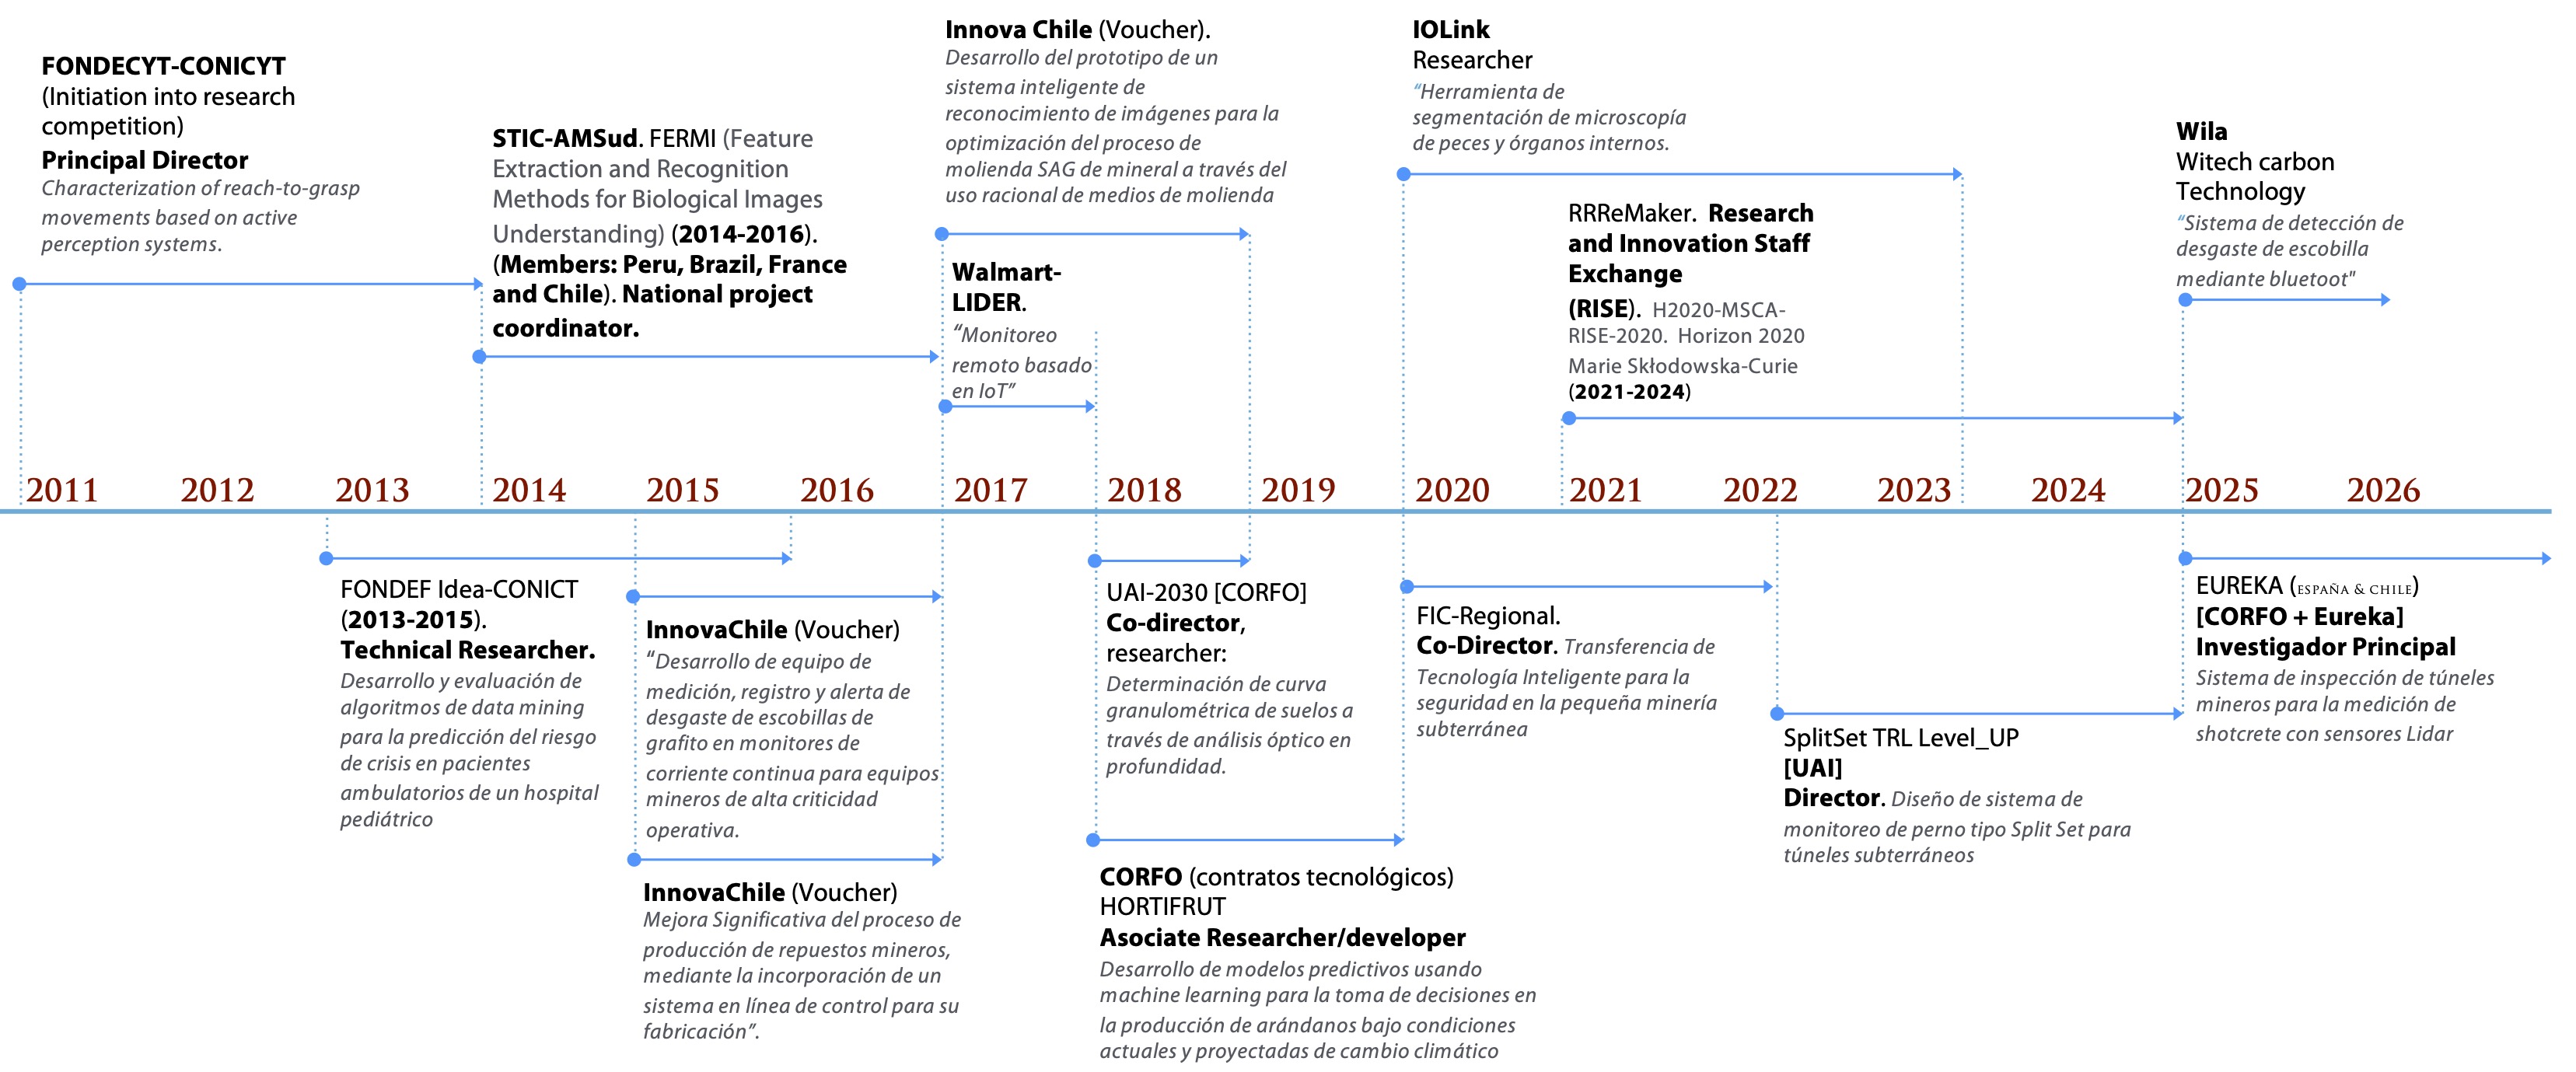 FONDECYT-CONICYT
(Initiation into research
competition)
Principal Director
Characterization of reach-to-grasp
movements based on active
perception systems.
STIC-AMSud. FERMI (Feature
Extraction and Recognition
Methods for Biological Images
Understanding) (2014-2016).
(Members: Peru, Brazil, France
and Chile). National project
coordinator.
Innova Chile (Voucher).
Desarrollo del prototipo de un
sistema inteligente de
reconocimiento de imágenes para la
optimización del proceso de
molienda SAG de mineral a través del
uso racional de medios de molienda
Walmart-
LIDER.
“Monitoreo
remoto basado
en IoT”
IOLink
Researcher
“Herramienta de
segmentación de microscopía
de peces y órganos internos.
RRReMaker. Research
and Innovation Staff
Exchange
(RISE). H2020-MSCA-
RISE-2020. Horizon 2020
Marie Skłodowska-Curie
(2021-2024)
Wila
Witech carbon
Technology
“Sistema de detección de
desgaste de escobilla
mediante bluetoot"
2011 2012 2013 2014 2015 2016 2017 2018 2019 2020 2021 2022 2023 2024 2025 2026
FONDEF Idea-CONICT
(2013-2015).
Technical Researcher.
Desarrollo y evaluación de
algoritmos de data mining
para la predicción del riesgo
de crisis en pacientes
ambulatorios de un hospital
pediátrico
InnovaChile (Voucher)
“Desarrollo de equipo de
medición, registro y alerta de
desgaste de escobillas de
grafito en monitores de
corriente continua para equipos
mineros de alta criticidad
operativa.
InnovaChile (Voucher)
Mejora Significativa del proceso de
producción de repuestos mineros,
mediante la incorporación de un
sistema en línea de control para su
fabricación”.
UAI-2030 [CORFO]
Co-director,
researcher:
Determinación de curva
granulométrica de suelos a
través de análisis óptico en
profundidad.
CORFO (contratos tecnológicos)
HORTIFRUT
Asociate Researcher/developer
Desarrollo de modelos predictivos usando
machine learning para la toma de decisiones en
la producción de arándanos bajo condiciones
actuales y proyectadas de cambio climático
FIC-Regional.
Co-Director. Transferencia de
Tecnología Inteligente para la
seguridad en la pequeña minería
subterránea
SplitSet TRL Level_UP
[UAI]
Director. Diseño de sistema de
monitoreo de perno tipo Split Set para
túneles subterráneos
EUREKA (ESPAÑA & CHILE)
[CORFO + Eureka]
Investigador Principal
Sistema de inspección de túneles
mineros para la medición de
shotcrete con sensores Lidar